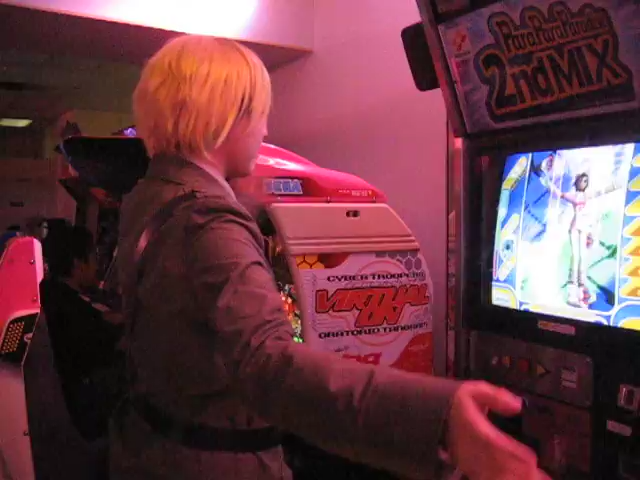 ParaParaParadise
2ndMIX
SEGA
CYBER TROOPERS
VIRTUAL
ON
ORATORIO TANGRAM